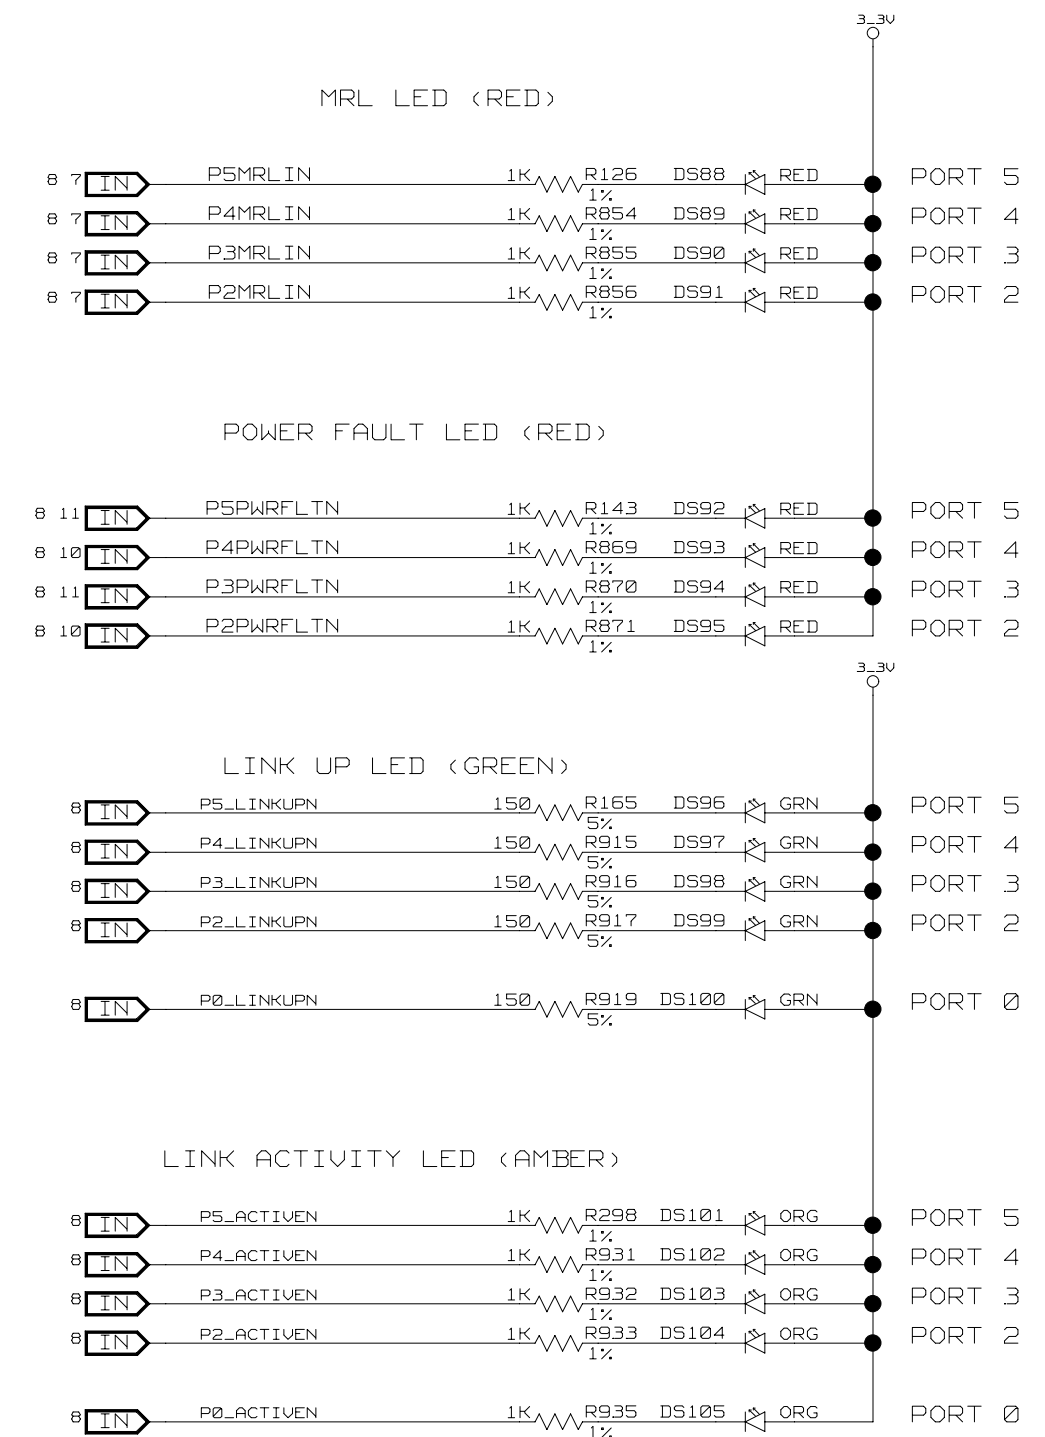 3_3V
MRL LED (RED)
8 7 IN P5MRLIN 1K R126 DS88 RED PORT 5
1%
8 7 IN P4MRLIN 1K R854 DS89 RED PORT 4
1%
8 7 IN P3MRLIN 1K R855 DS90 RED PORT 3
1%
8 7 IN P2MRLIN 1K R856 DS91 RED PORT 2
1%
POWER FAULT LED (RED)
8 11 IN P5PWRFLTN 1K R143 DS92 RED PORT 5
1%
8 10 IN P4PWRFLTN 1K R869 DS93 RED PORT 4
1%
8 11 IN P3PWRFLTN 1K R870 DS94 RED PORT 3
1%
8 10 IN P2PWRFLTN 1K R871 DS95 RED PORT 2
1%
3_3V
LINK UP LED (GREEN)
8 IN P5_LINKUPN 150 R165 DS96 GRN PORT 5
5%
8 IN P4_LINKUPN 150 R915 DS97 GRN PORT 4
5%
8 IN P3_LINKUPN 150 R916 DS98 GRN PORT 3
5%
8 IN P2_LINKUPN 150 R917 DS99 GRN PORT 2
5%
8 IN P0_LINKUPN 150 R919 DS100 GRN PORT 0
5%
LINK ACTIVITY LED (AMBER)
8 IN P5_ACTIVEN 1K R298 DS101 ORG PORT 5
1%
8 IN P4_ACTIVEN 1K R931 DS102 ORG PORT 4
1%
8 IN P3_ACTIVEN 1K R932 DS103 ORG PORT 3
1%
8 IN P2_ACTIVEN 1K R933 DS104 ORG PORT 2
1%
8 IN P0_ACTIVEN 1K R935 DS105 ORG PORT 0
1%